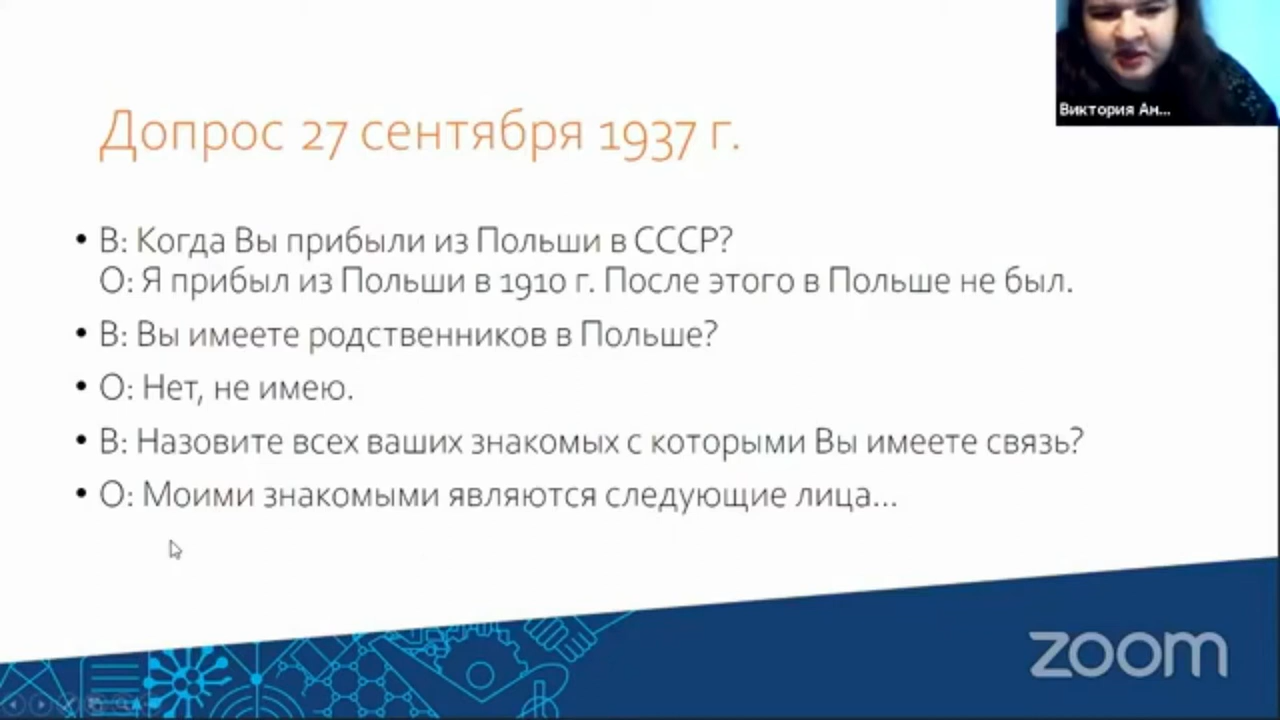 Виктория Ан...
Допрос 27 сентября 1937 г.
• В: Когда Вы прибыли из Польши в СССР?
О: Я прибыл из Польши в 1910 г. После этого в Польше не был.
• В: Вы имеете родственников в Польше?
• О: Нет, не имею.
• В: Назовите всех ваших знакомых с которыми Вы имеете связь?
• О: Моими знакомыми являются следующие лица...
zoom